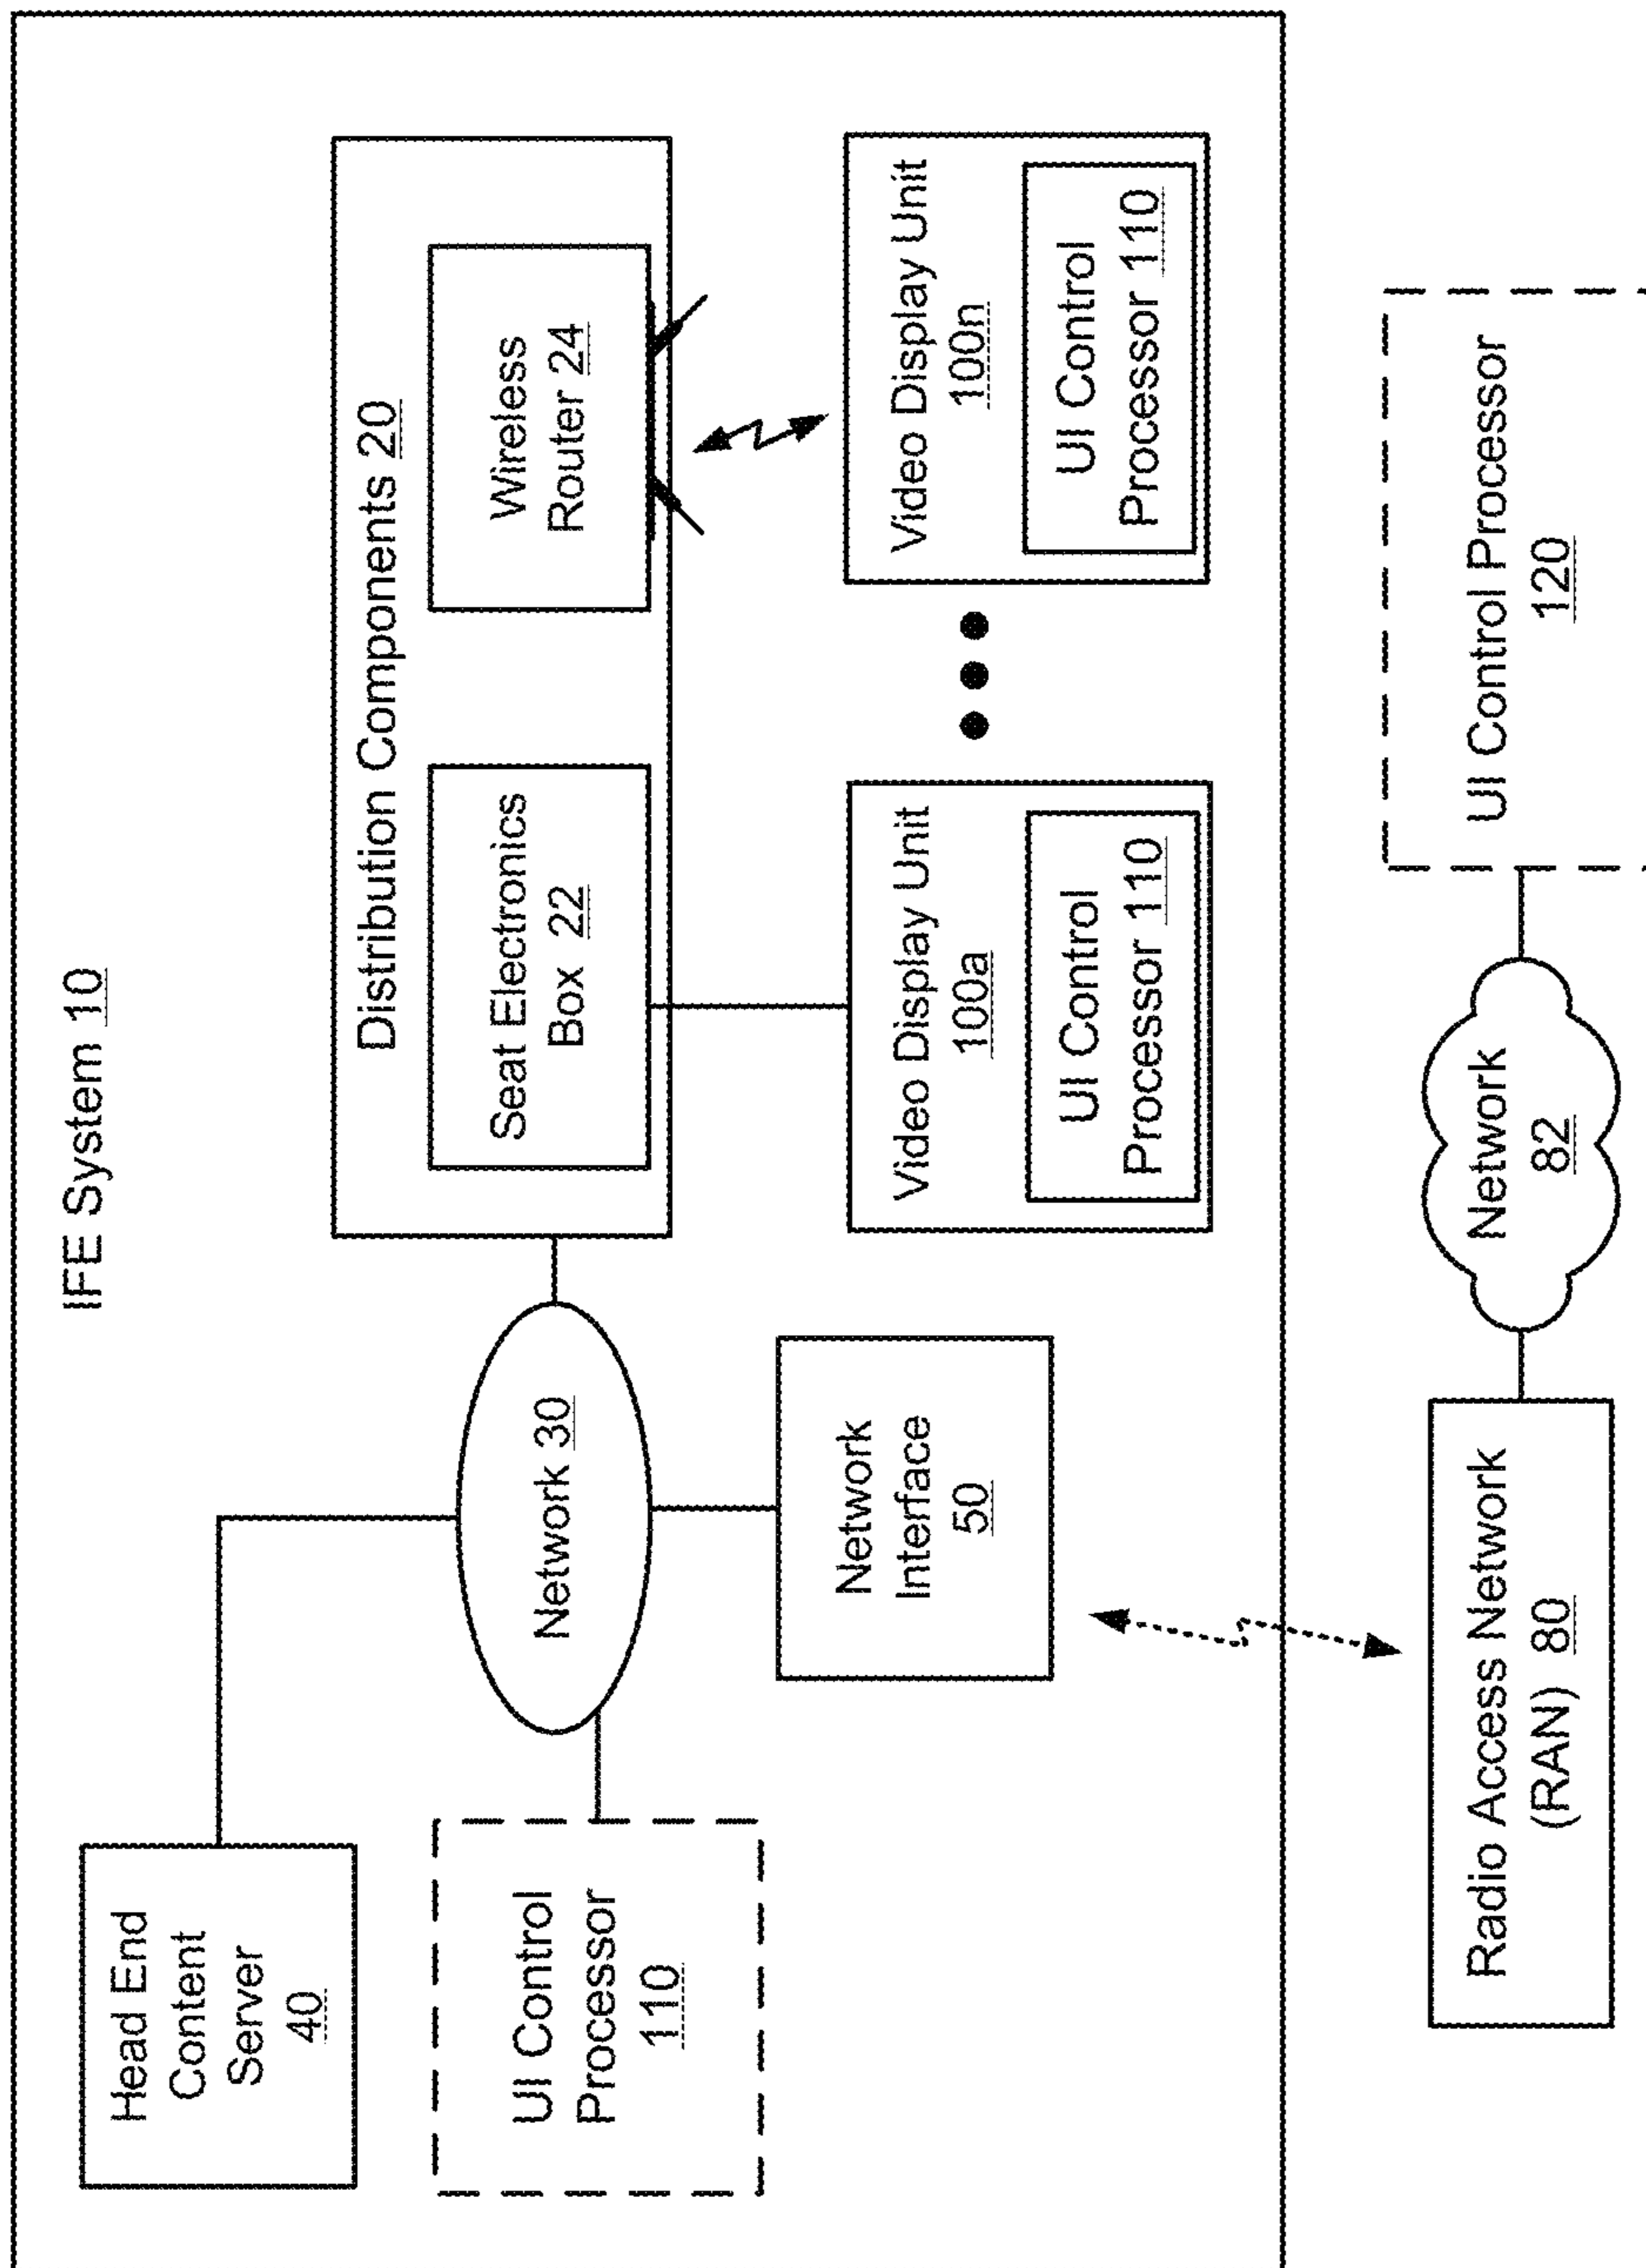 IFE System 10
Head End
Content
Server
40
UI Control
Processor
110
Network 30
Network
Interface
50
Distribution Components 20
Seat Electronics
Box 22
Wireless
Router 24
Video Display Unit
100a
UI Control
Processor 110
Video Display Unit
100n
UI Control
Processor 110
Radio Access Network
(RAN) 80
Network
82
UI Control Processor
120